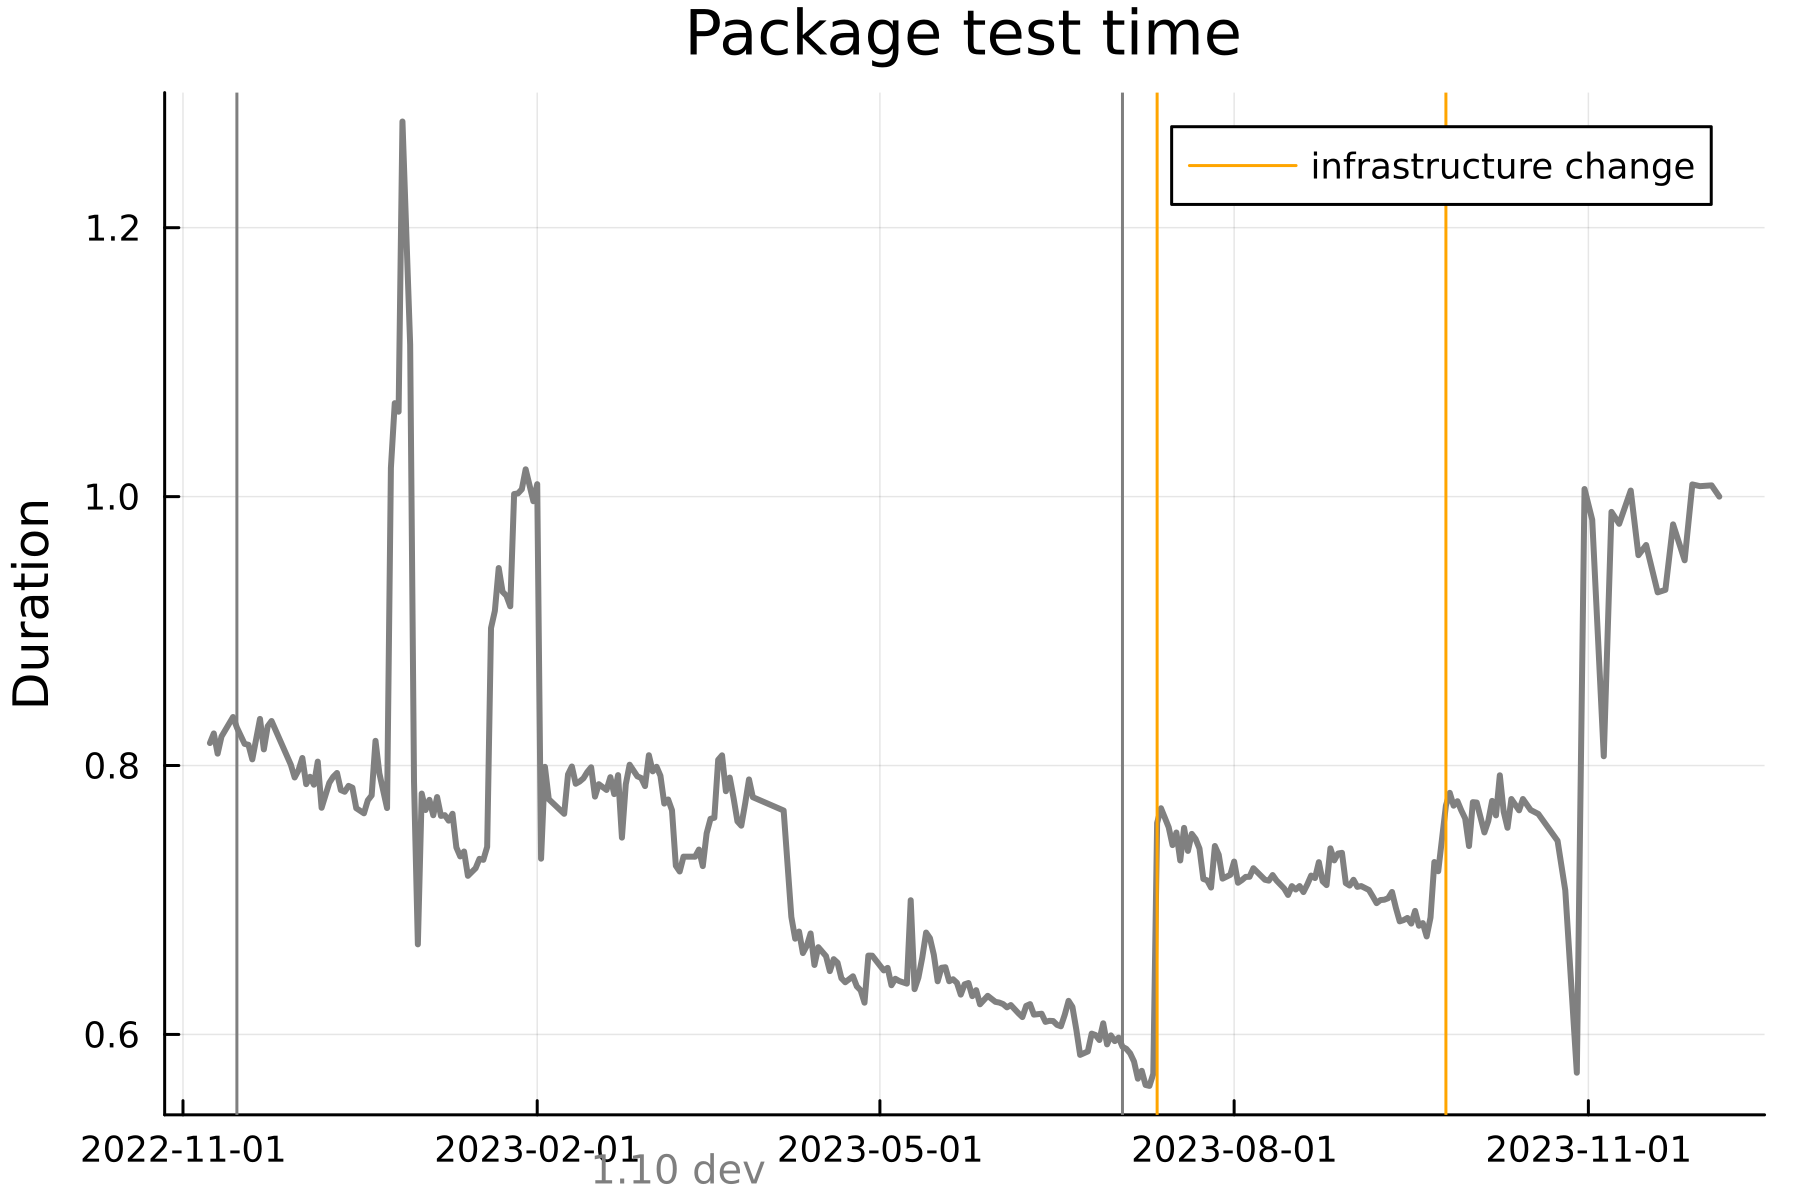 Package test time
infrastructure change
Duration
1.2
1.0
0.8
0.6
2022-11-01 2023-02-01 2023-05-01 2023-08-01 2023-11-01
1.10 dev